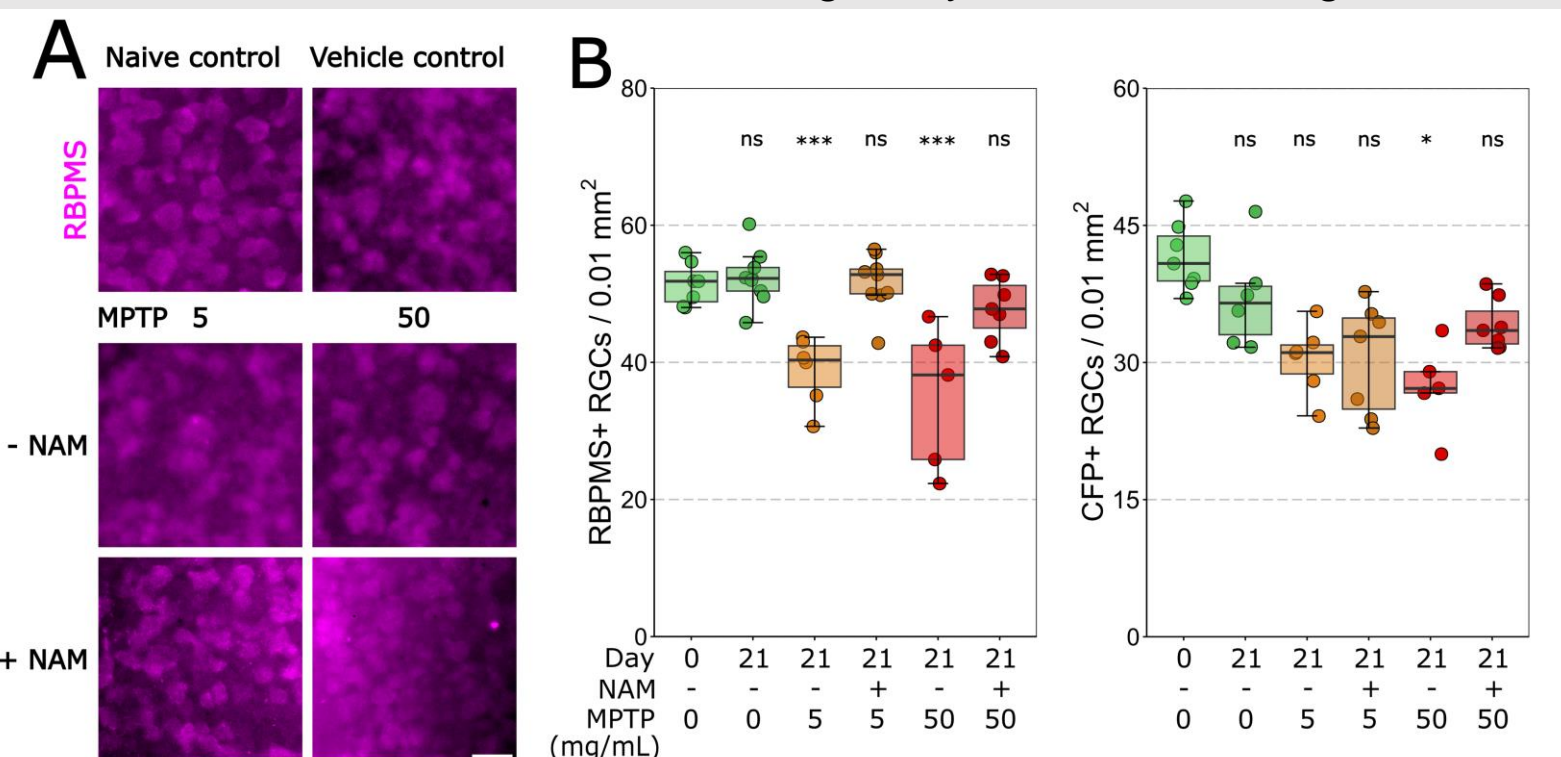 A
Naive control Vehicle control
RBPMS
MPTP 5 50
- NAM
+ NAM
B
80
60
40
20
0
RBPMS+ RGCs / 0.01 mm²
ns *** ns *** ns
Day 0 21 21 21 21 21
NAM - - - + - +
MPTP 0 0 5 5 50 50
(mg/mL)
60
45
30
15
0
CFP+ RGCs / 0.01 mm²
ns ns ns * ns
0 21 21 21 21 21
- - - + - +
0 0 5 5 50 50